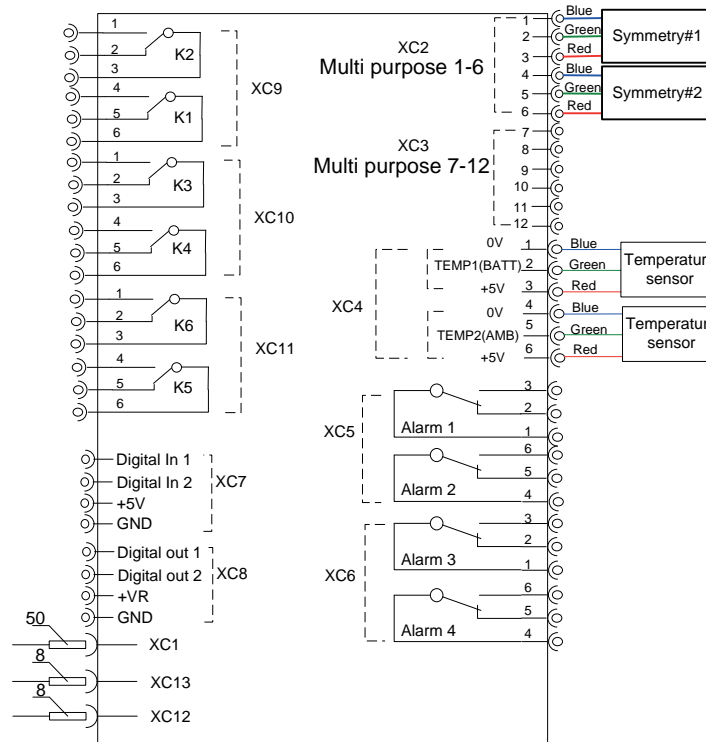 1
2
K2
3
4
5
K1
6
XC9
1
2
K3
3
4
5
K4
6
XC10
1
2
K6
3
4
5
K5
6
XC11
Digital In 1
Digital In 2
+5V
GND
XC7
Digital out 1
Digital out 2
+VR
GND
XC8
50
XC1
8
XC13
8
XC12
XC2
Multi purpose 1-6
1 Blue
2 Green
3 Red
Symmetry#1
4 Blue
5 Green
6 Red
Symmetry#2
XC3
Multi purpose 7-12
7
8
9
10
11
12
XC4
0V 1 Blue
TEMP1(BATT) 2 Green
+5V 3 Red
Temperatur
sensor
0V 4 Blue
TEMP2(AMB) 5 Green
+5V 6 Red
Temperatur
sensor
XC5
3
2
Alarm 1 1
6
5
Alarm 2 4
XC6
3
2
Alarm 3 1
6
5
Alarm 4 4